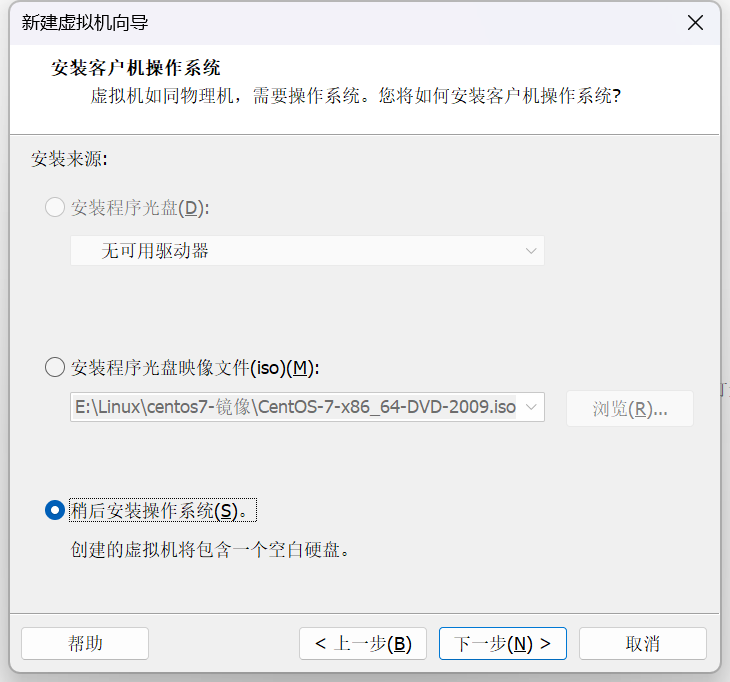 新建虚拟机向导
安装客户机操作系统
虚拟机如同物理机，需要操作系统。您将如何安装客户机操作系统?
安装来源:
安装程序光盘(D):
无可用驱动器
安装程序光盘映像文件(iso)(M):
E:\Linux\centos7-镜像\CentOS-7-x86_64-DVD-2009.iso
浏览(R)...
稍后安装操作系统(S)。
创建的虚拟机将包含一个空白硬盘。
帮助
< 上一步(B)
下一步(N) >
取消